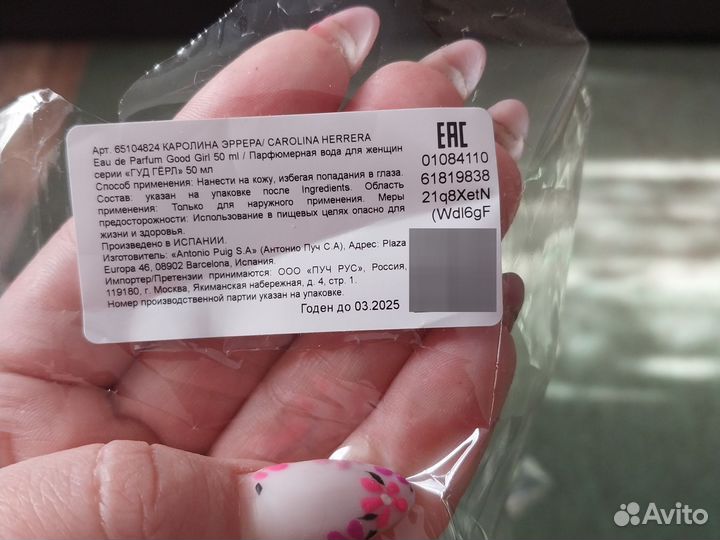 Арт. 65104824 КАРОЛИНА ЭРРЕРА/ CAROLINA HERRERA
Eau de Parfum Good Girl 50 ml / Парфюмерная вода для женщин
серии «ГУД ГЁРЛ» 50 мл
Способ применения: Нанести на кожу, избегая попадания в глаза.
Состав: указан на упаковке после Ingredients. Область
применения: Только для наружного применения. Меры
предосторожности: Использование в пищевых целях опасно для
жизни и здоровья.
Произведено в ИСПАНИИ.
Изготовитель: «Antonio Puig S.A» (Антонио Пуч С.А), Адрес: Plaza
Europa 46, 08902 Barcelona, Испания.
Импортер/Претензии принимаются: ООО «ПУЧ РУС», Россия,
119180, г. Москва, Якиманская набережная, д. 4, стр. 1.
Номер производственной партии указан на упаковке.
Годен до 03.2025
EAC
01084110
61819838
21q8XetN
(Wdl6gF
Avito